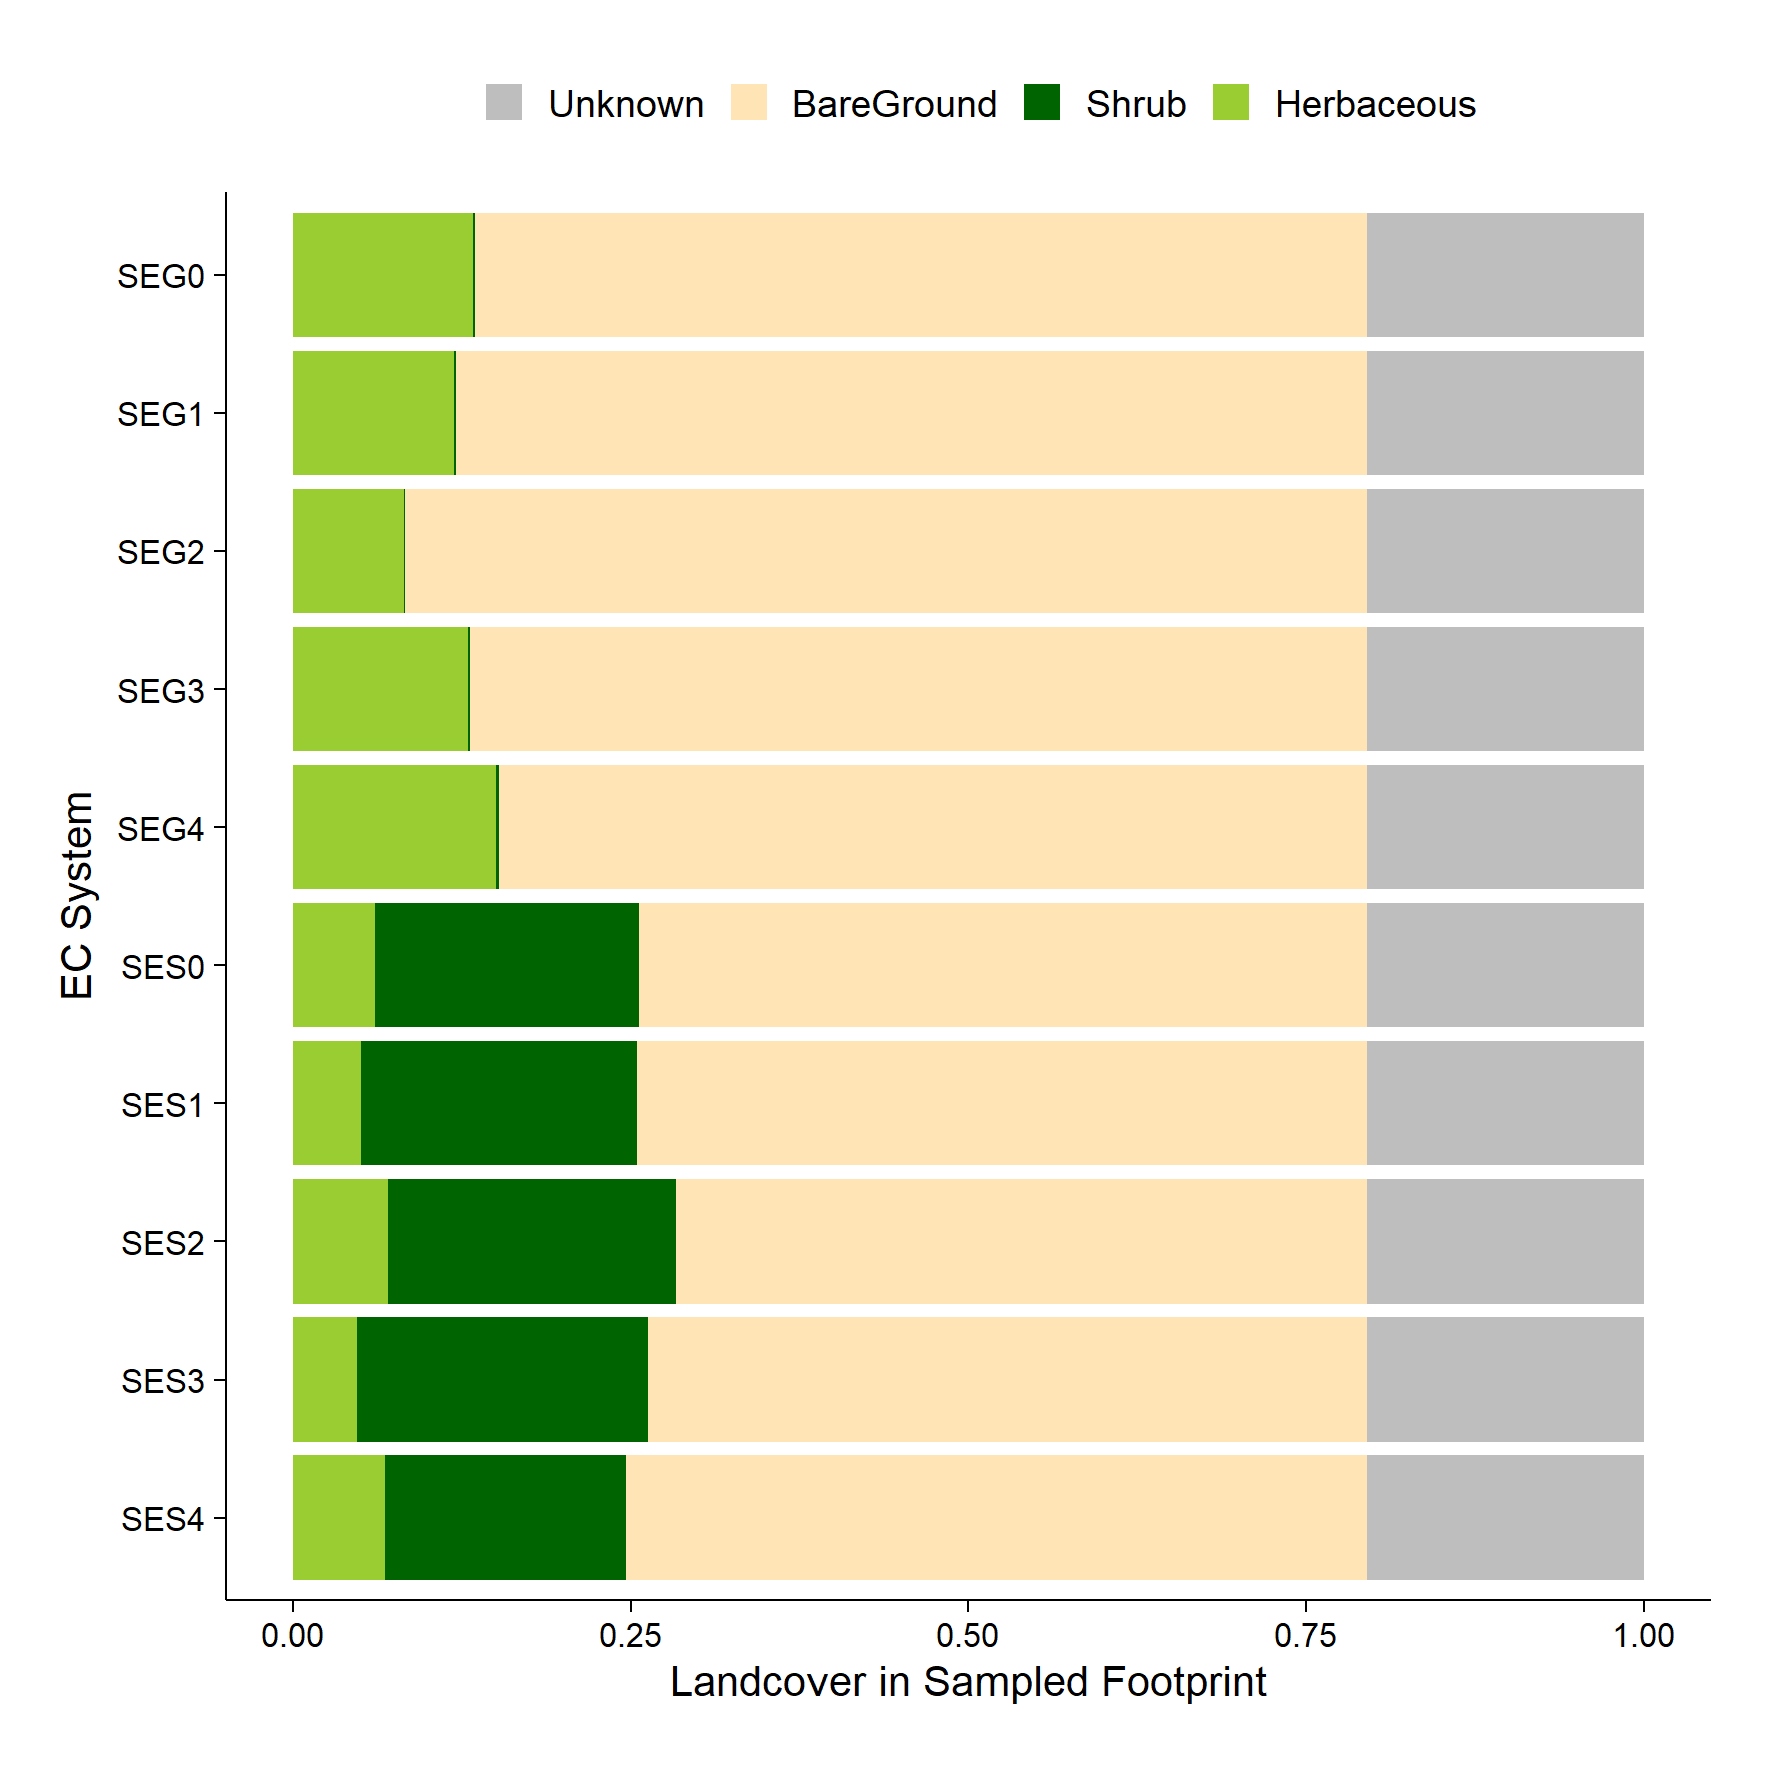 Unknown BareGround Shrub Herbaceous
SEG0
SEG1
SEG2
SEG3
SEG4
SES0
SES1
SES2
SES3
SES4
EC System
0.00 0.25 0.50 0.75 1.00
Landcover in Sampled Footprint